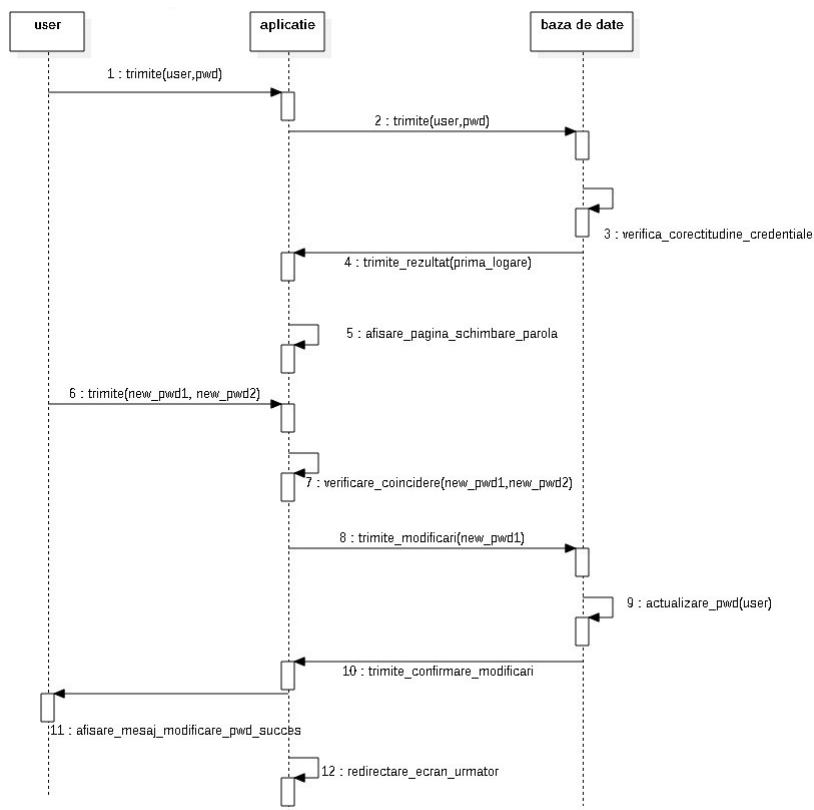 user
aplicatie
baza de date
1 : trimite(user,pwd)
2 : trimite(user,pwd)
3 : verifica_corectitudine_credentiale
4 : trimite_rezultat(prima_logare)
5 : afisare_pagina_schimbare_parola
6 : trimite(new_pwd1, new_pwd2)
7 : verificare_coincidere(new_pwd1,new_pwd2)
8 : trimite_modificari(new_pwd1)
9 : actualizare_pwd(user)
10 : trimite_confirmare_modificari
11 : afisare_mesaj_modificare_pwd_succes
12 : redirectare_ecran_urmator